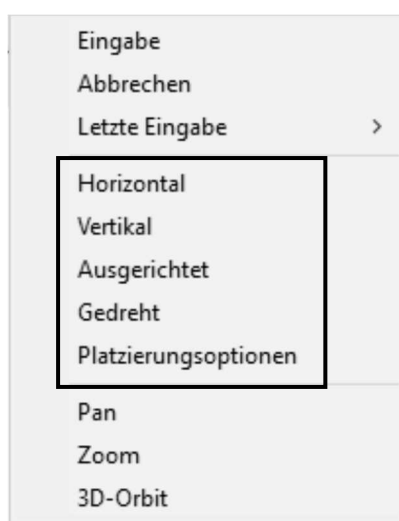 Eingabe
Abbrechen
Letzte Eingabe
Horizontal
Vertikal
Ausgerichtet
Gedreht
Platzierungsoptionen
Pan
Zoom
3D-Orbit